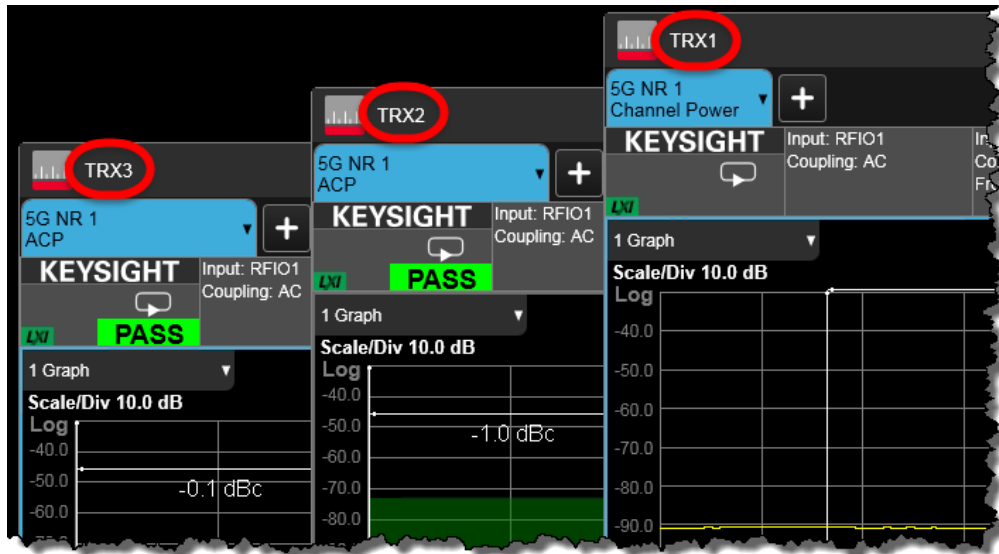 TRX3
5G NR 1
ACP
KEYSIGHT
Input: RFIO1
Coupling: AC
LXI
PASS
1 Graph
Scale/Div 10.0 dB
Log
-40.0
-50.0
-0.1 dBc
-60.0
TRX2
5G NR 1
ACP
KEYSIGHT
Input: RFIO1
Coupling: AC
LXI
PASS
1 Graph
Scale/Div 10.0 dB
Log
-40.0
-50.0
-1.0 dBc
-60.0
-70.0
-80.0
TRX1
5G NR 1
Channel Power
KEYSIGHT
Input: RFIO1
Coupling: AC
LXI
1 Graph
Scale/Div 10.0 dB
Log
-40.0
-50.0
-60.0
-70.0
-80.0
-90.0